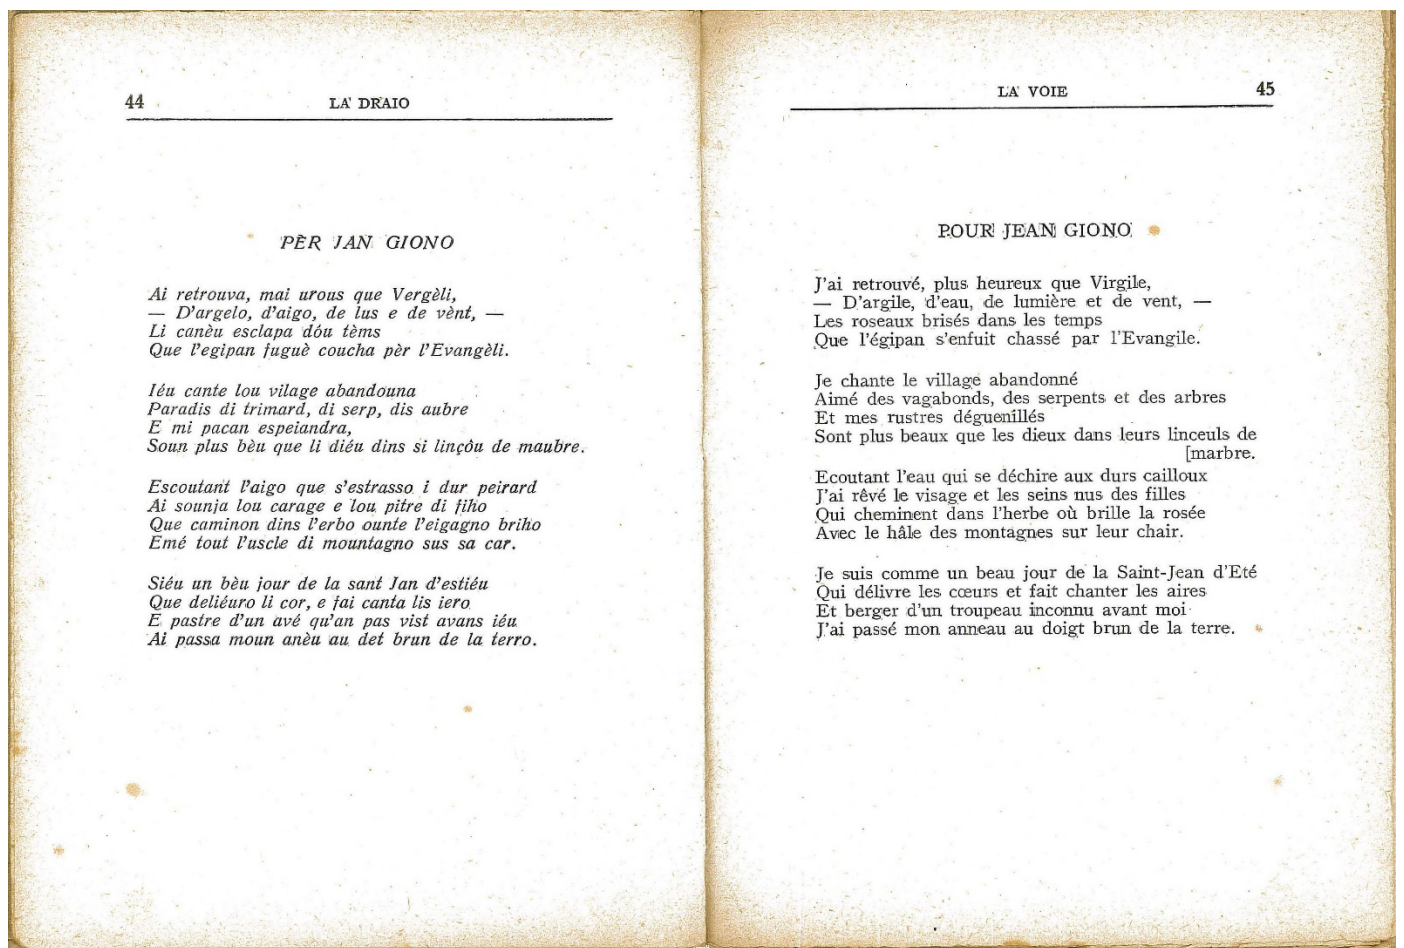 44
LA DRAIO
PÈR JAN GIONO
Ai retrouva, mai urous que Vergèli,
— D'argelo, d'aigo, de lus e de vènt, —
Li canèu esclapa dóu tèms
Que l'egipan fuguè coucha pèr l'Evangèli.
Iéu cante lou vilage abandouna
Paradis di trimard, di serp, dis aubre
E mi pacan espeiandra,
Soun plus bèu que li diéu dins si linçòu de maubre.
Escoutant l'aigo que s'estrasso i dur peirard
Ai sounja lou carage e lou pitre di fiho
Que caminon dins l'erbo ounte l'eigagno briho
Emé tout l'uscle di mountagno sus sa car.
Siéu un bèu jour de la sant Jan d'estiéu
Que deliéuro li cor, e fai canta lis iero
E pastre d'un avé qu'an pas vist avans iéu
Ai passa moun anèu au det brun de la terro.
LA VOIE
45
POUR JEAN GIONO
J'ai retrouvé, plus heureux que Virgile,
— D'argile, d'eau, de lumière et de vent, —
Les roseaux brisés dans les temps
Que l'égipan s'enfuit chassé par l'Evangile.
Je chante le village abandonné
Aimé des vagabonds, des serpents et des arbres
Et mes rustres déguenillés
Sont plus beaux que les dieux dans leurs linceuls de
[marbre.
Ecoutant l'eau qui se déchire aux durs cailloux
J'ai rêvé le visage et les seins nus des filles
Qui cheminent dans l'herbe où brille la rosée
Avec le hâle des montagnes sur leur chair.
Je suis comme un beau jour de la Saint-Jean d'Eté
Qui délivre les cœurs et fait chanter les aires
Et berger d'un troupeau inconnu avant moi
J'ai passé mon anneau au doigt brun de la terre.